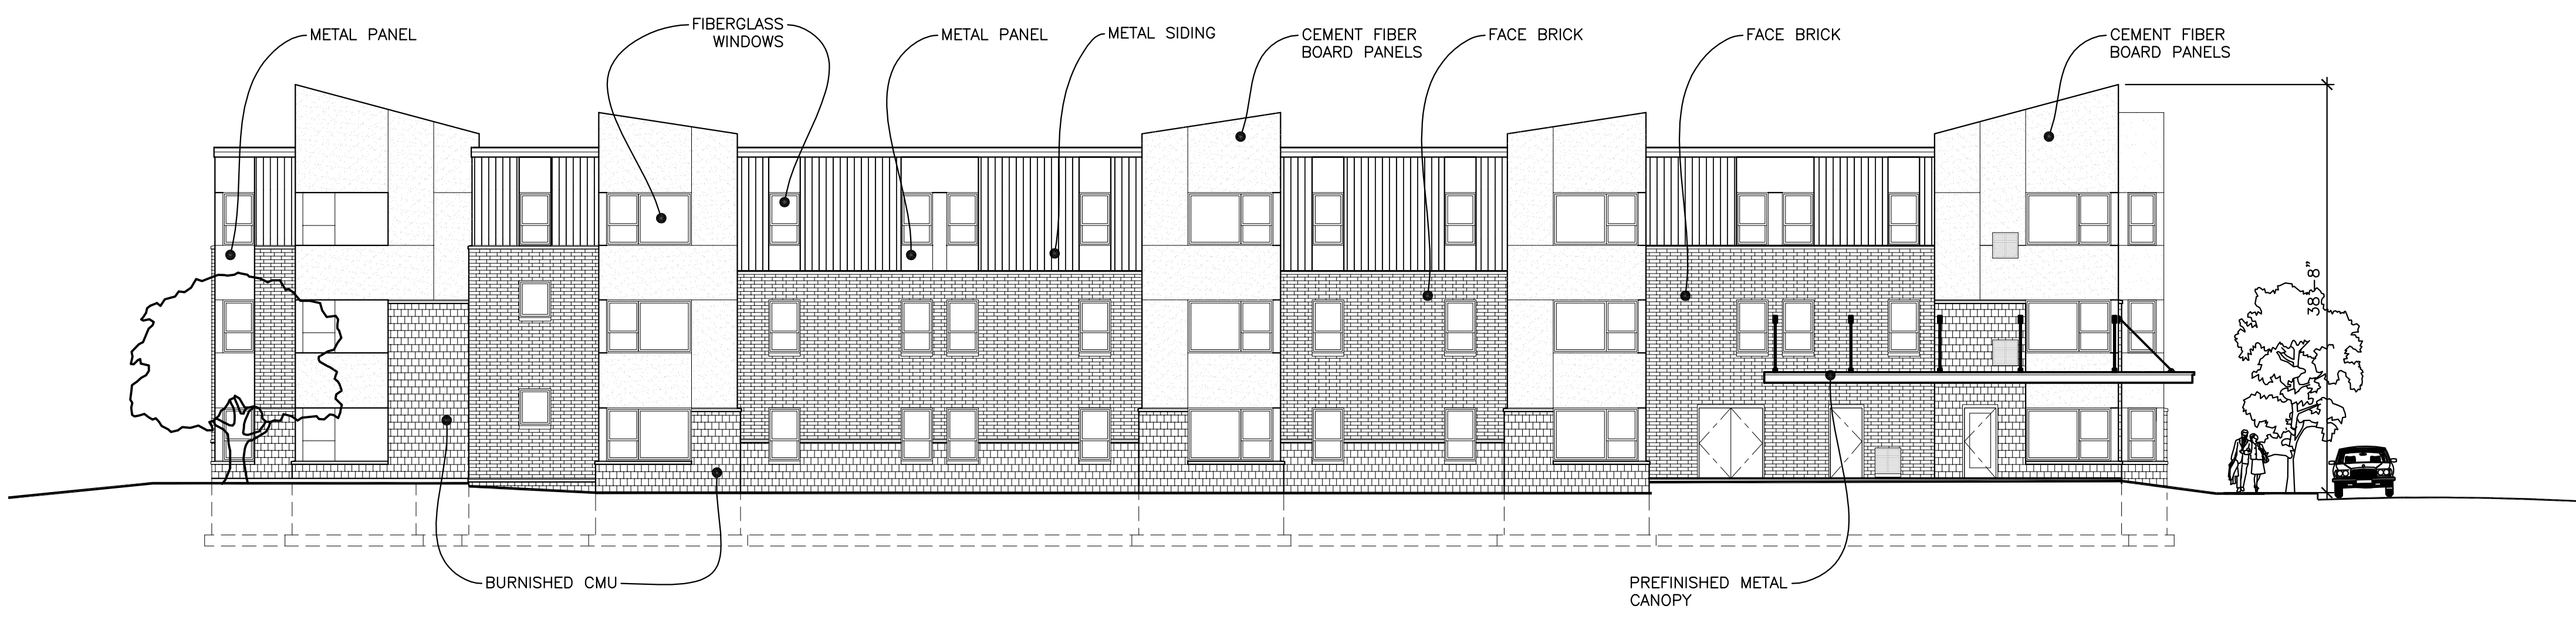 METAL PANEL
FIBERGLASS
WINDOWS
METAL PANEL
METAL SIDING
CEMENT FIBER
BOARD PANELS
FACE BRICK
FACE BRICK
CEMENT FIBER
BOARD PANELS
38'-8"
BURNISHED CMU
PREFINISHED METAL
CANOPY